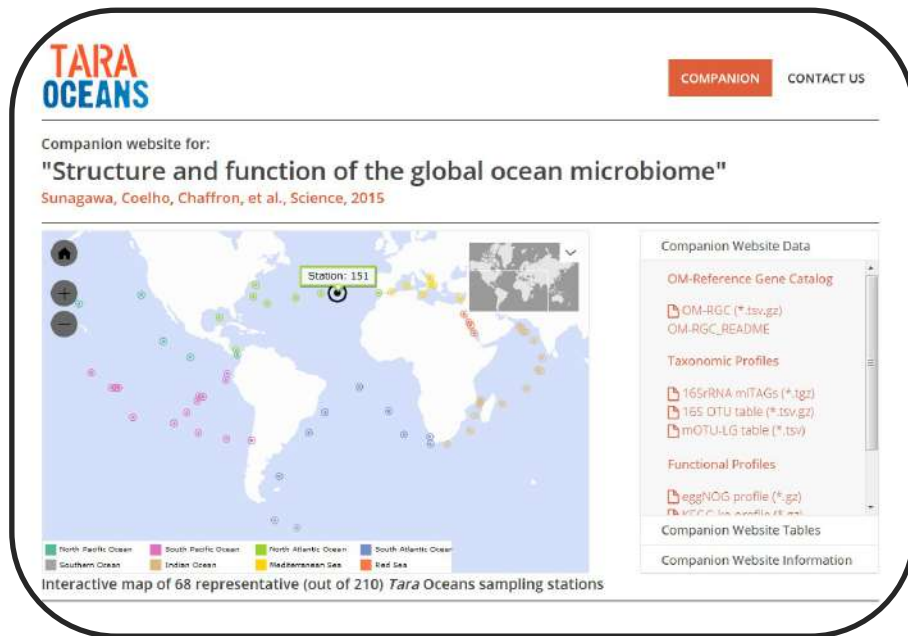 TARA
OCEANS
COMPANION
CONTACT US
Companion website for:
"Structure and function of the global ocean microbiome"
Sunagawa, Coelho, Chaffron, et al., Science, 2015
Station: 151
North Pacific Ocean
South Pacific Ocean
North Atlantic Ocean
South Atlantic Ocean
Southern Ocean
Indian Ocean
Mediterranean Sea
Red Sea
Interactive map of 68 representative (out of 210) Tara Oceans sampling stations
Companion Website Data
OM-Reference Gene Catalog
OM-RGC (*.tsv.gz)
OM-RGC_README
Taxonomic Profiles
16SrRNA miTAGs (*.tgz)
16S OTU table (*.tsv.gz)
mOTU-LG table (*.tsv)
Functional Profiles
eggNOG profile (*.gz)
KEGG ko profile (*.gz)
Companion Website Tables
Companion Website Information